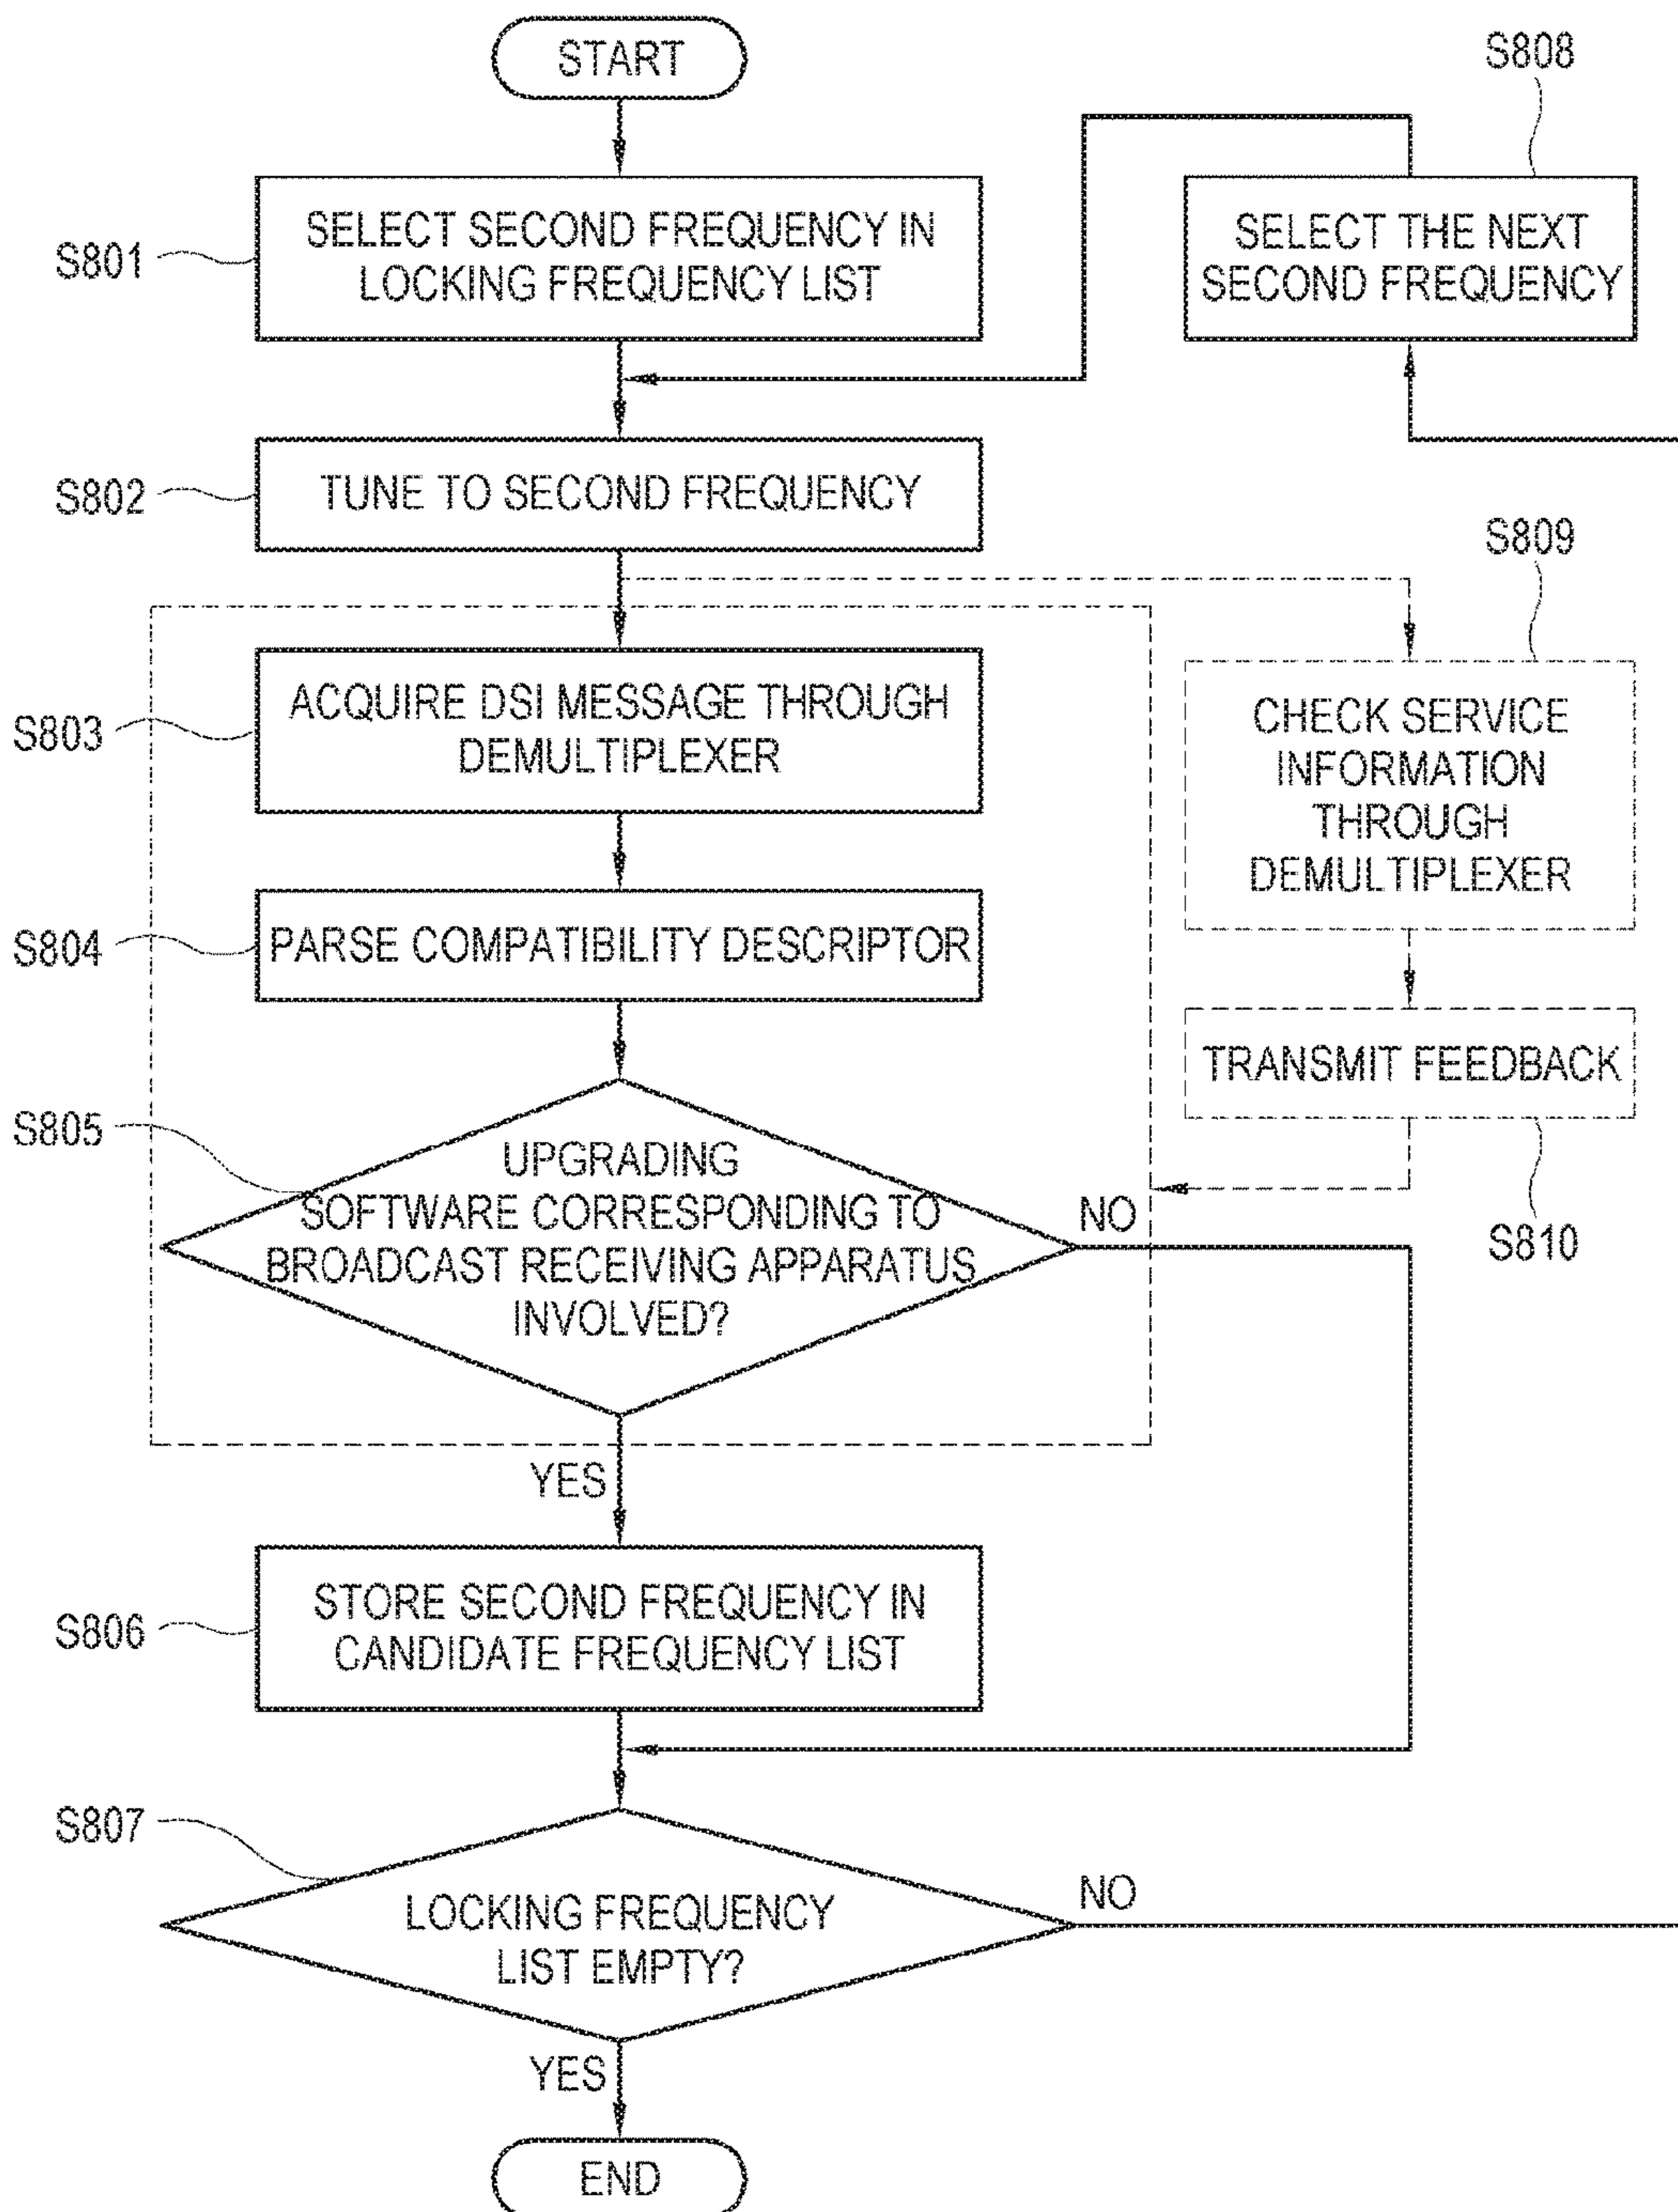 START
S801
SELECT SECOND FREQUENCY IN
LOCKING FREQUENCY LIST
S808
SELECT THE NEXT
SECOND FREQUENCY
S802
TUNE TO SECOND FREQUENCY
S803
ACQUIRE DSI MESSAGE THROUGH
DEMULTIPLEXER
S809
CHECK SERVICE
INFORMATION
THROUGH
DEMULTIPLEXER
S804
PARSE COMPATIBILITY DESCRIPTOR
TRANSMIT FEEDBACK
S810
S805
UPGRADING
SOFTWARE CORRESPONDING TO
BROADCAST RECEIVING APPARATUS
INVOLVED?
NO
YES
S806
STORE SECOND FREQUENCY IN
CANDIDATE FREQUENCY LIST
S807
LOCKING FREQUENCY
LIST EMPTY?
NO
YES
END